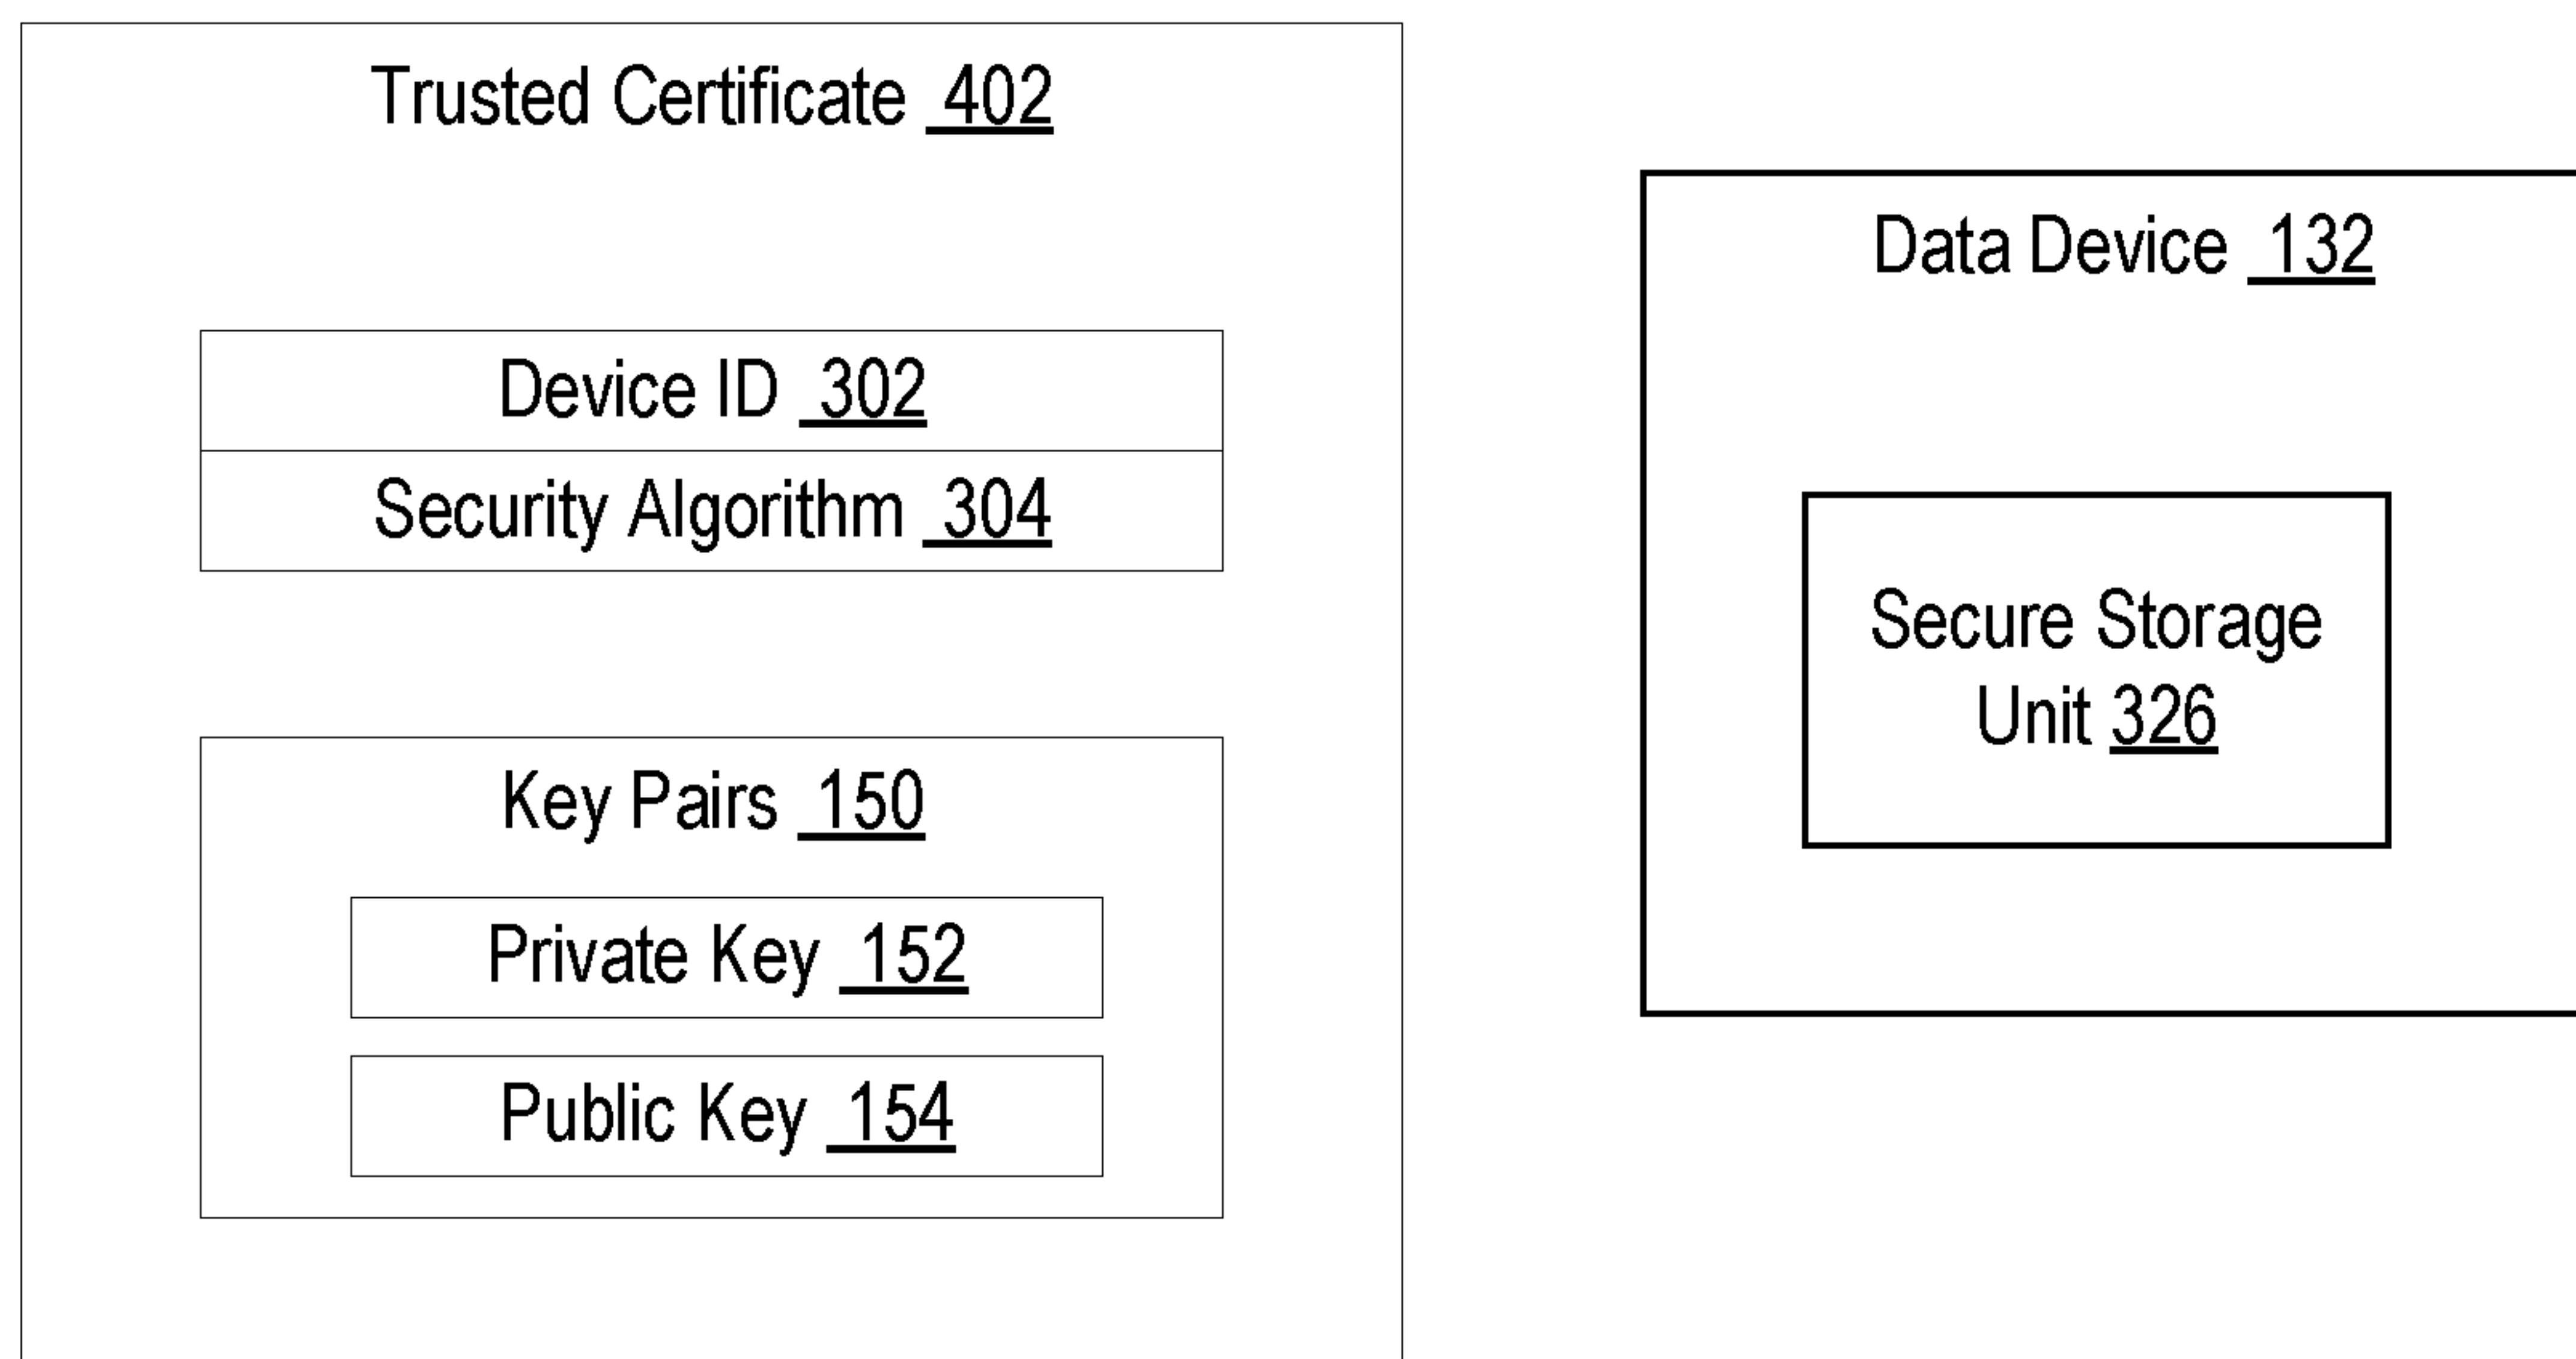 Trusted Certificate 402
Device ID 302
Security Algorithm 304
Key Pairs 150
Private Key 152
Public Key 154
Data Device 132
Secure Storage
Unit 326